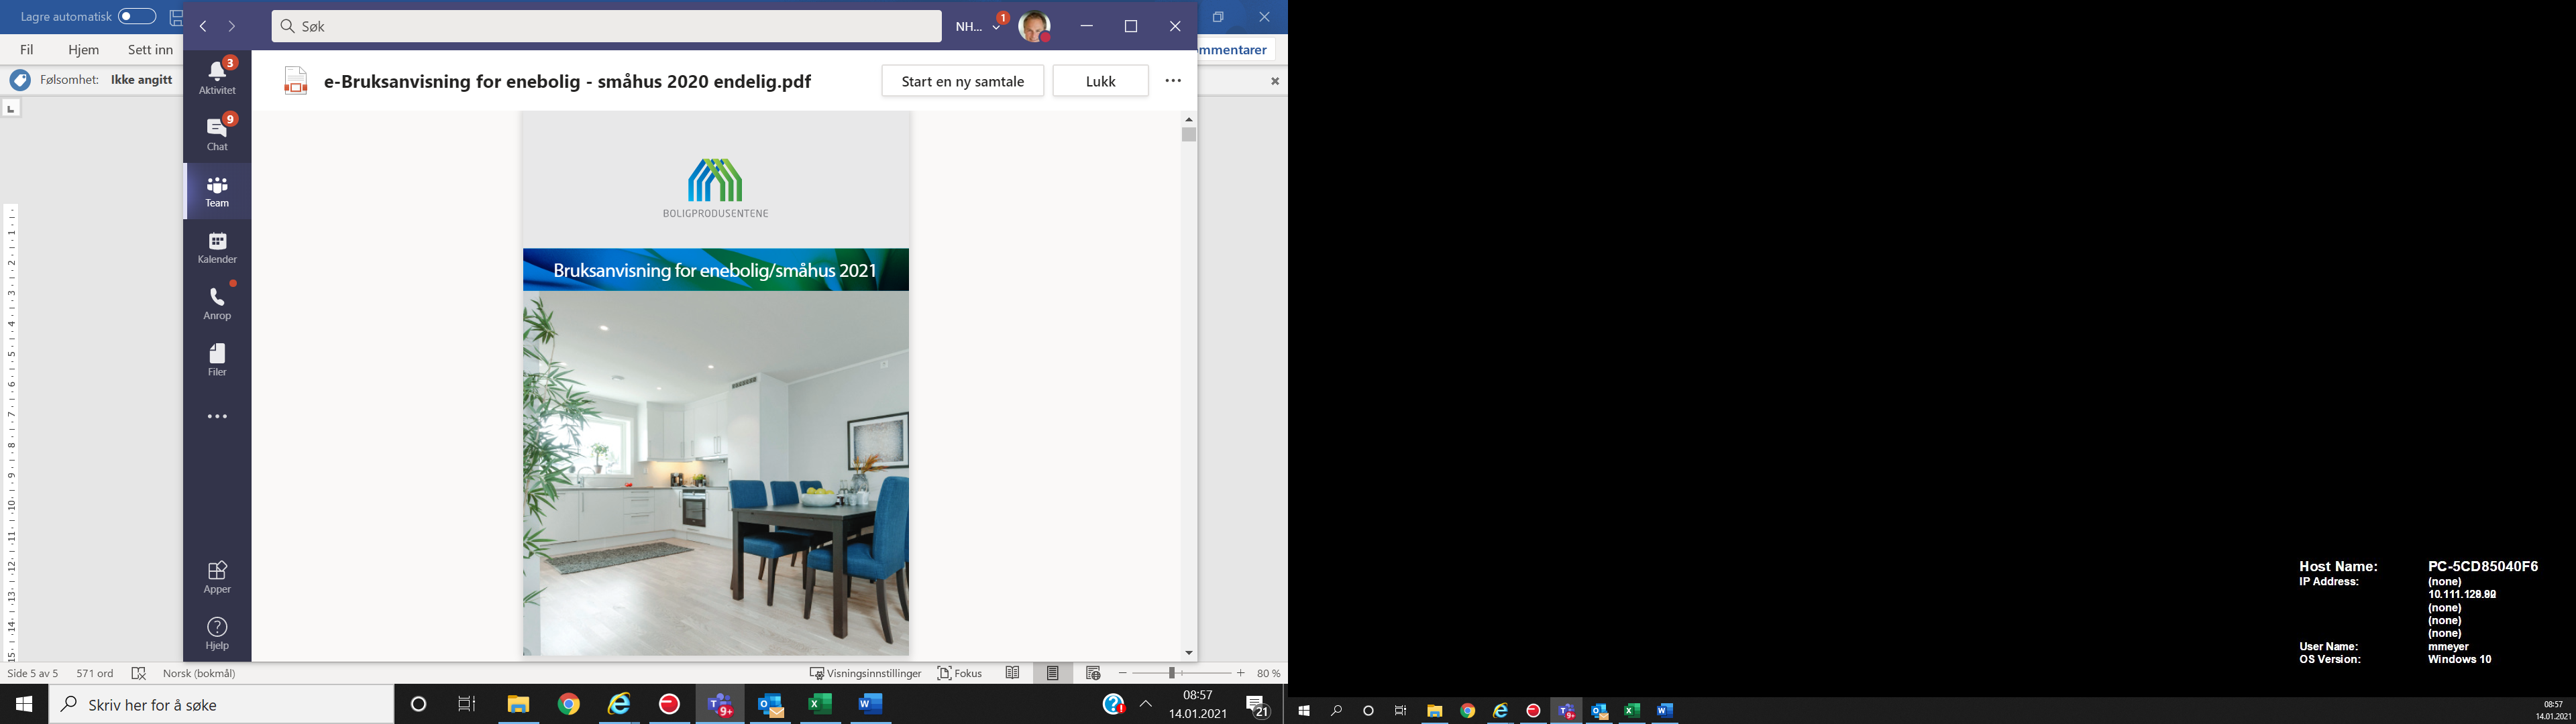 Lagre automatisk
Søk
NH...
1
Fil
Hjem
Sett inn
mmentarer
Følsomhet:
Ikke angitt
3
Aktivitet
9
Chat
Team
Kalender
Anrop
Filer
Apper
Hjelp
e-Bruksanvisning for enebolig - småhus 2020 endelig.pdf
Start en ny samtale
Lukk
BOLIGPRODUSENTENE
Bruksanvisning for enebolig/småhus 2021
Side 5 av 5
571 ord
Norsk (bokmål)
Visningsinnstillinger
Fokus
80 %
Skriv her for å søke
9+
08:57
14.01.2021
21
Host Name: PC-5CD85040F6
IP Address: (none)
(none)
(none)
(none)
User Name: mmeyer
OS Version: Windows 10
08:57
14.01.2021